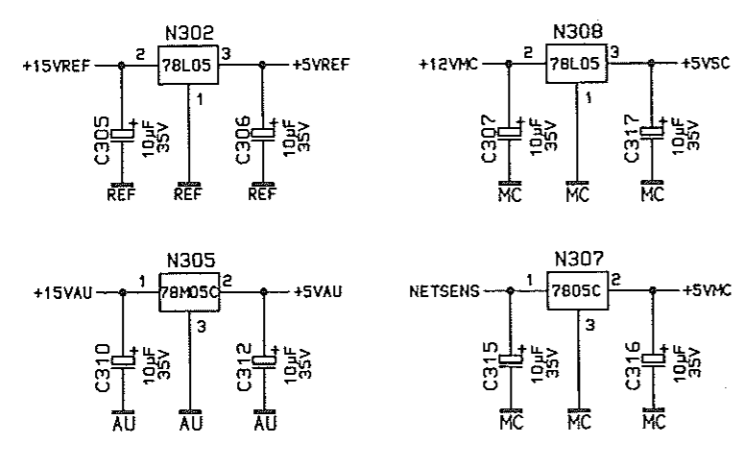 N302
+15VREF 2 78L05 3 +5VREF
1
C305 + 10µF 35V
C306 + 10µF 35V
REF REF REF
N308
+12VMC 2 78L05 3 +5VSC
1
C307 + 10µF 35V
C317 + 10µF 35V
MC MC MC
N305
+15VAU 1 78M05C 2 +5VAU
3
C310 + 10µF 35V
C312 + 10µF 35V
AU AU AU
N307
NETSENS 1 7805C 2 +5VMC
3
C315 + 10µF 35V
C316 + 10µF 35V
MC MC MC